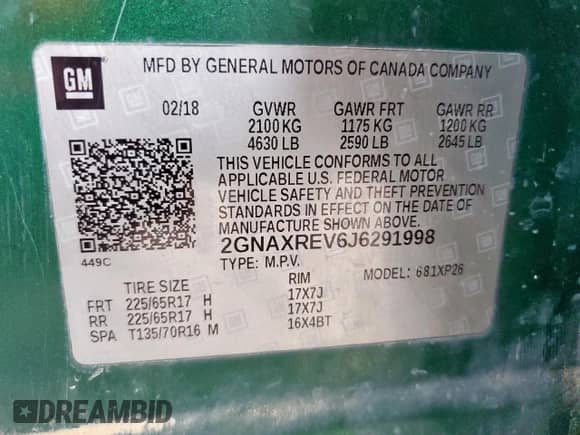 GM
MFD BY GENERAL MOTORS OF CANADA COMPANY
02/18 GVWR GAWR FRT GAWR RR
2100 KG 1175 KG 1200 KG
4630 LB 2590 LB 2645 LB
THIS VEHICLE CONFORMS TO ALL
APPLICABLE U.S. FEDERAL MOTOR
VEHICLE SAFETY AND THEFT PREVENTION
STANDARDS IN EFFECT ON THE DATE OF
MANUFACTURE SHOWN ABOVE.
449C 2GNAXREV6J6291998
TYPE: M.P.V. MODEL: 681XP26
TIRE SIZE RIM
FRT 225/65R17 H 17X7J
RR 225/65R17 H 17X7J
SPA T135/70R16 M 16X4BT
DREAMBID